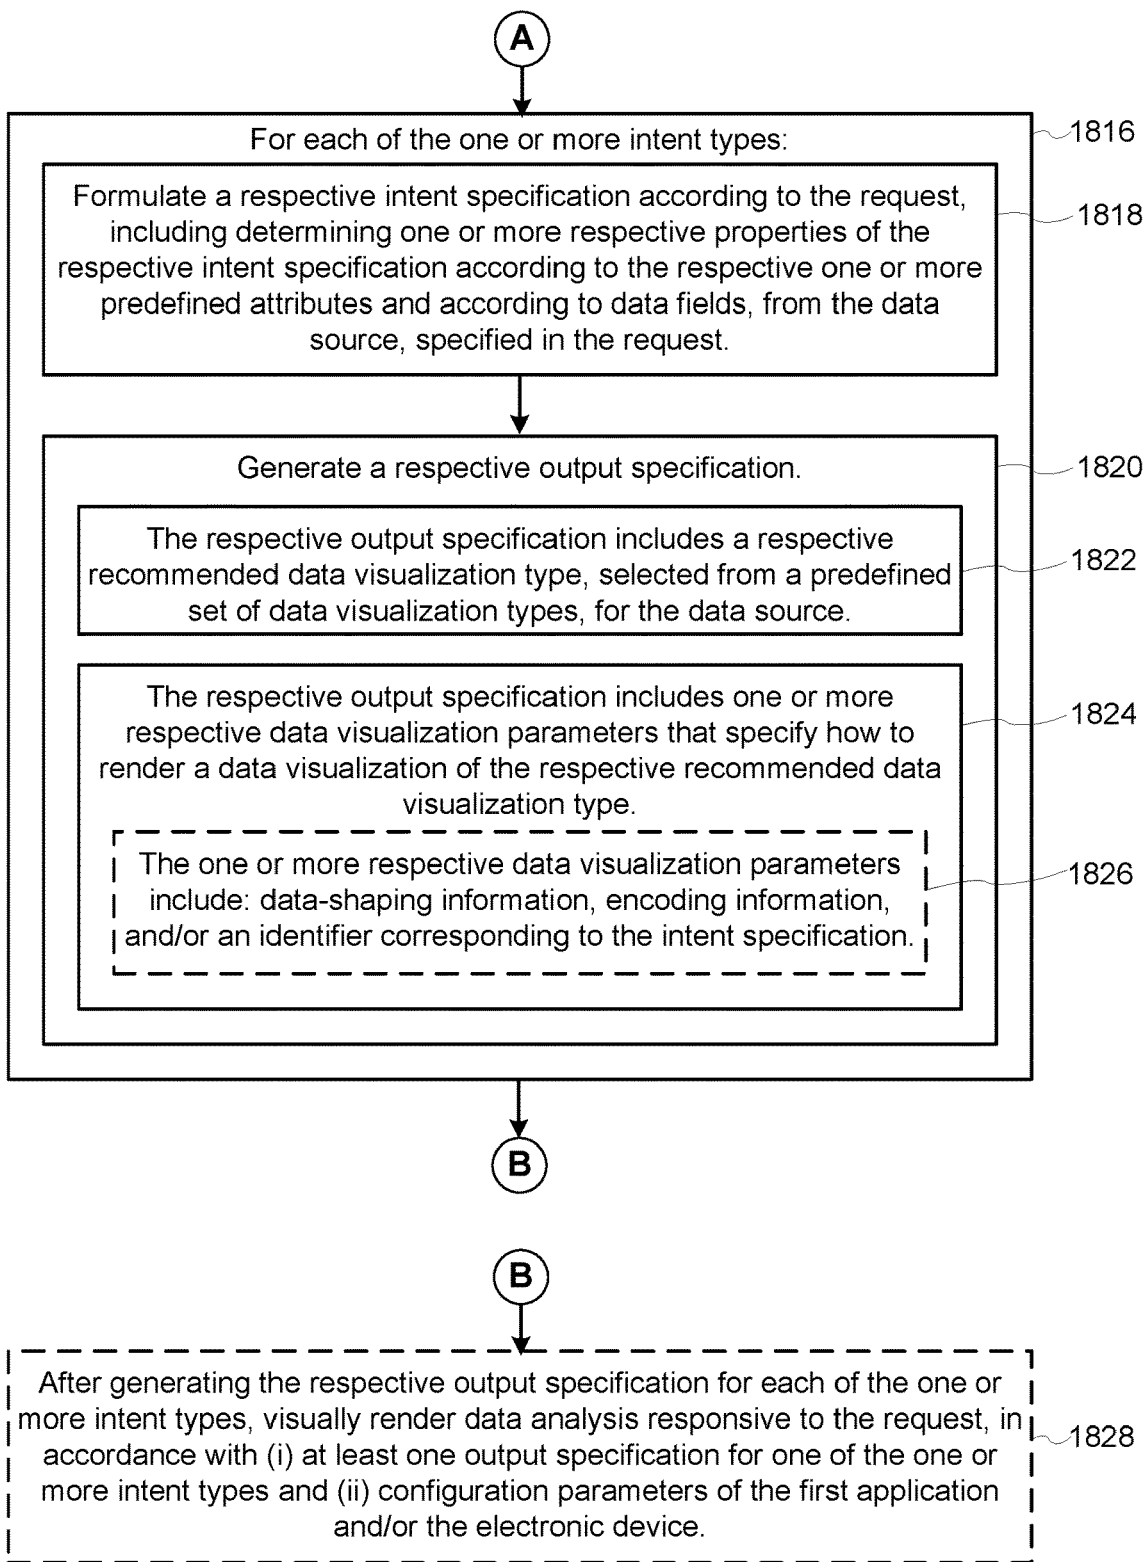 A
For each of the one or more intent types:
1816
Formulate a respective intent specification according to the request,
including determining one or more respective properties of the
respective intent specification according to the respective one or more
predefined attributes and according to data fields, from the data
source, specified in the request.
1818
Generate a respective output specification.
1820
The respective output specification includes a respective
recommended data visualization type, selected from a predefined
set of data visualization types, for the data source.
1822
The respective output specification includes one or more
respective data visualization parameters that specify how to
render a data visualization of the respective recommended data
visualization type.
1824
The one or more respective data visualization parameters
include: data-shaping information, encoding information,
and/or an identifier corresponding to the intent specification.
1826
B
B
After generating the respective output specification for each of the one or
more intent types, visually render data analysis responsive to the request, in
accordance with (i) at least one output specification for one of the one or
more intent types and (ii) configuration parameters of the first application
and/or the electronic device.
1828